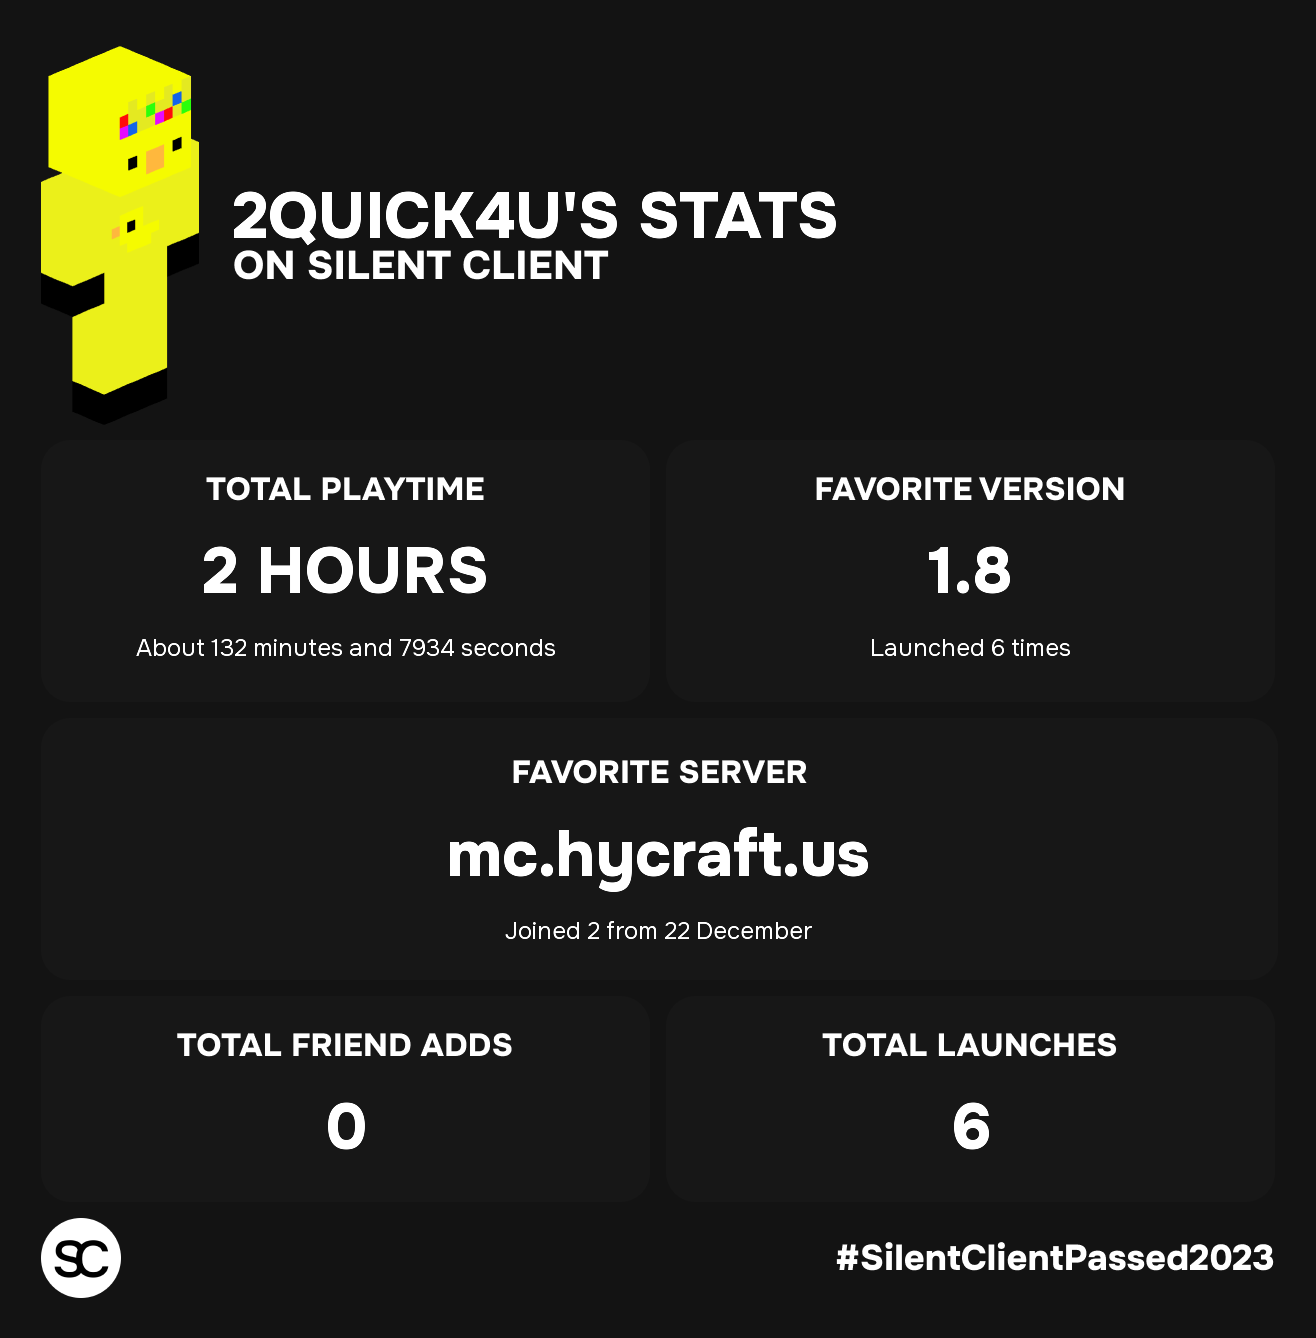 2QUICK4U'S STATS
ON SILENT CLIENT
TOTAL PLAYTIME
2 HOURS
About 132 minutes and 7934 seconds
FAVORITE VERSION
1.8
Launched 6 times
FAVORITE SERVER
mc.hycraft.us
Joined 2 from 22 December
TOTAL FRIEND ADDS
0
TOTAL LAUNCHES
6
SC
#SilentClientPassed2023